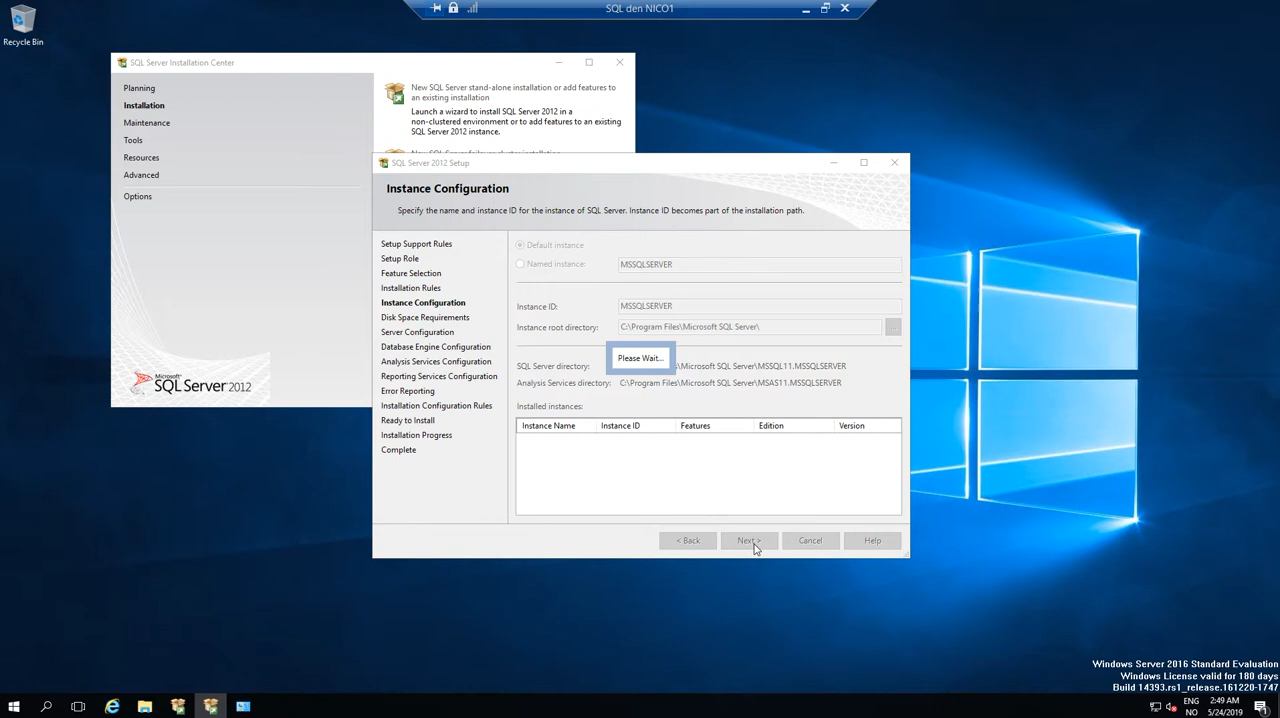 SQL den NICO1
Recycle Bin
SQL Server Installation Center
Planning
Installation
Maintenance
Tools
Resources
Advanced
Options
Microsoft
SQL Server 2012
New SQL Server stand-alone installation or add features to
an existing installation
Launch a wizard to install SQL Server 2012 in a
non-clustered environment or to add features to an existing
SQL Server 2012 instance.
New SQL Server failover cluster installation
SQL Server 2012 Setup
Instance Configuration
Specify the name and instance ID for the instance of SQL Server. Instance ID becomes part of the installation path.
Setup Support Rules
Setup Role
Feature Selection
Installation Rules
Instance Configuration
Disk Space Requirements
Server Configuration
Database Engine Configuration
Analysis Services Configuration
Reporting Services Configuration
Error Reporting
Installation Configuration Rules
Ready to Install
Installation Progress
Complete
Default instance
Named instance: MSSQLSERVER
Instance ID: MSSQLSERVER
Instance root directory: C:\Program Files\Microsoft SQL Server\ ...
Please Wait...
SQL Server directory: \Microsoft SQL Server\MSSQL11.MSSQLSERVER
Analysis Services directory: C:\Program Files\Microsoft SQL Server\MSAS11.MSSQLSERVER
Installed instances:
Instance Name Instance ID Features Edition Version
< Back Next > Cancel Help
Windows Server 2016 Standard Evaluation
Windows License valid for 180 days
Build 14393.rs1_release.161220-1747
ENG 2:49 AM
NO 5/24/2019
1